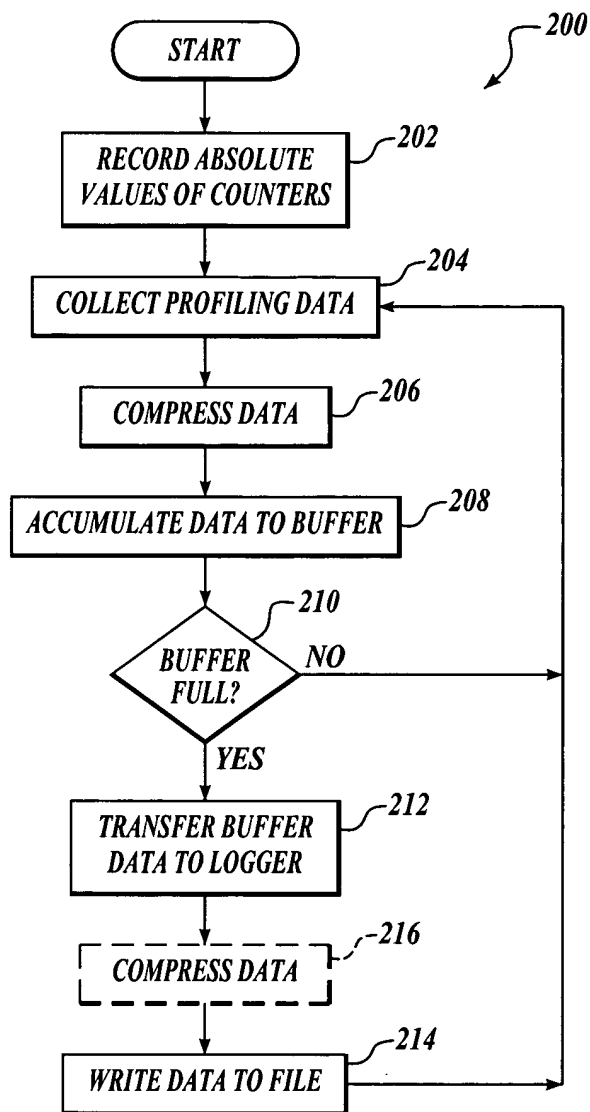 START
200
RECORD ABSOLUTE
VALUES OF COUNTERS
202
COLLECT PROFILING DATA
204
COMPRESS DATA
206
ACCUMULATE DATA TO BUFFER
208
BUFFER
FULL?
210
NO
YES
TRANSFER BUFFER
DATA TO LOGGER
212
COMPRESS DATA
216
WRITE DATA TO FILE
214